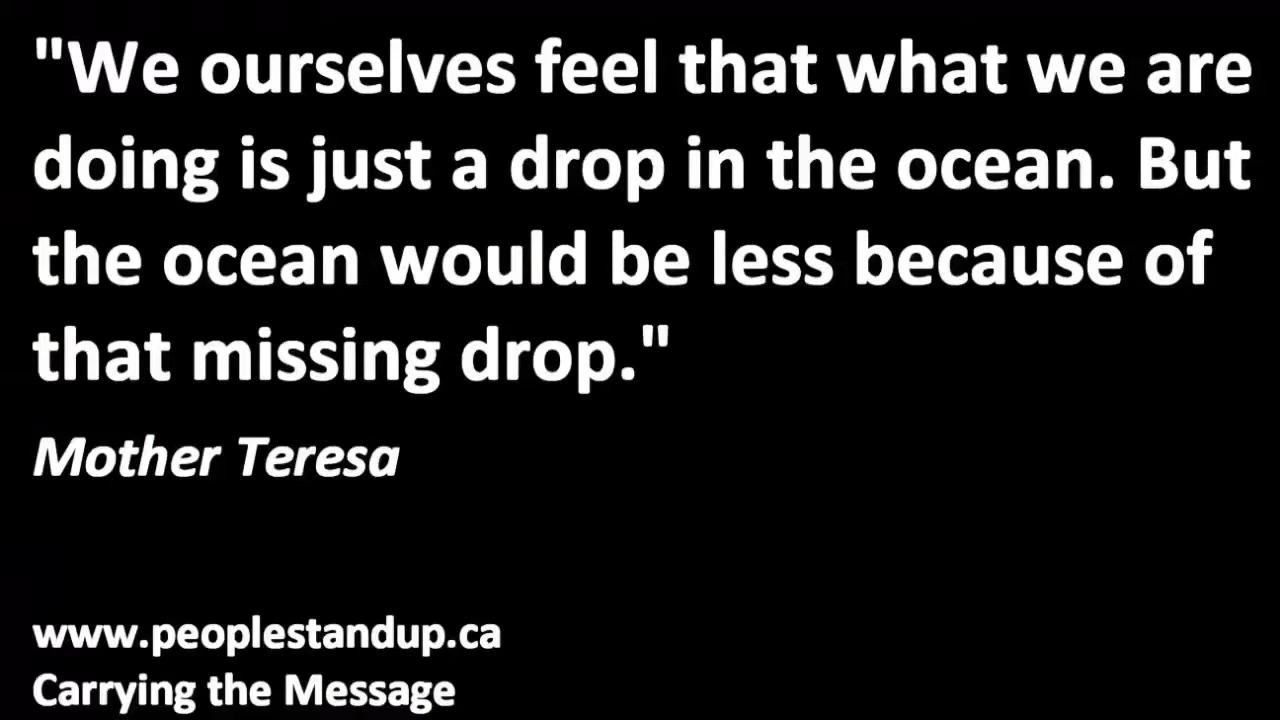 "We ourselves feel that what we are
doing is just a drop in the ocean. But
the ocean would be less because of
that missing drop."
Mother Teresa
www.peoplestandup.ca
Carrying the Message